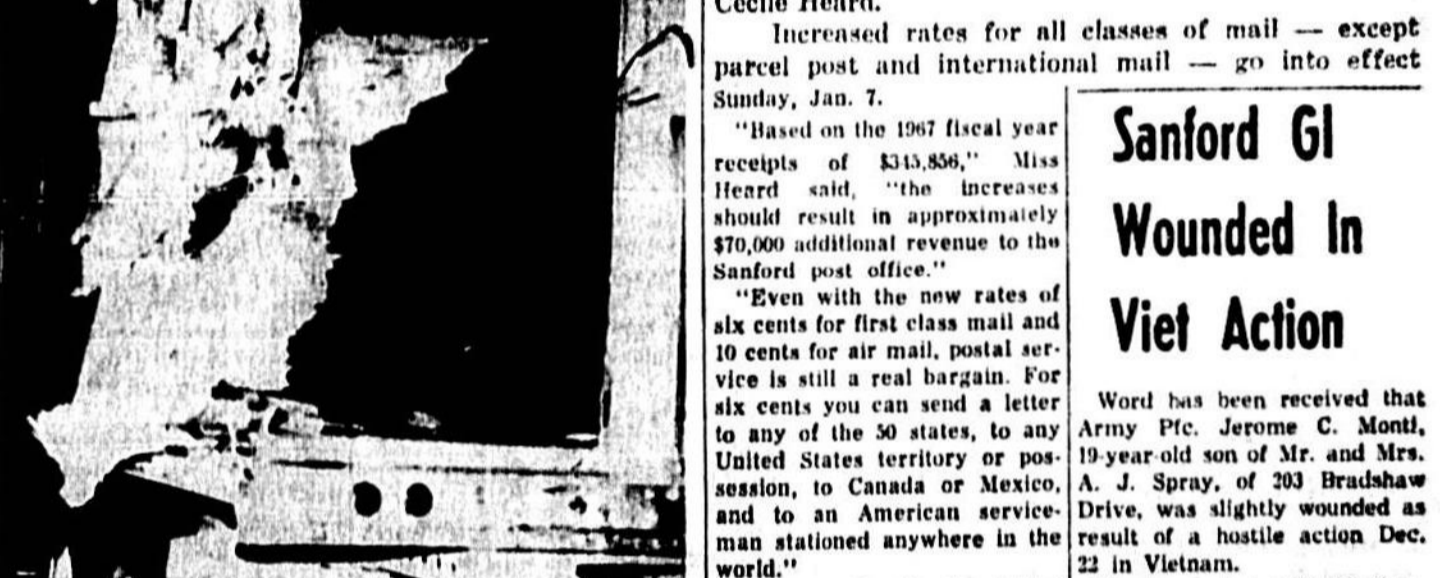 Cecile Heard.
Increased rates for all classes of mail — except
parcel post and international mail — go into effect
Sunday, Jan. 7.
"Based on the 1967 fiscal year
receipts of $345,856," Miss
Heard said, "the increases
should result in approximately
$70,000 additional revenue to the
Sanford post office."
"Even with the new rates of
six cents for first class mail and
10 cents for air mail, postal ser-
vice is still a real bargain. For
six cents you can send a letter
to any of the 50 states, to any
United States territory or pos-
session, to Canada or Mexico,
and to an American service-
man stationed anywhere in the
world."
Sanford GI
Wounded In
Viet Action
Word has been received that
Army Pfc. Jerome C. Monti,
19-year-old son of Mr. and Mrs.
A. J. Spray, of 203 Bradshaw
Drive, was slightly wounded as
result of a hostile action Dec.
22 in Vietnam.